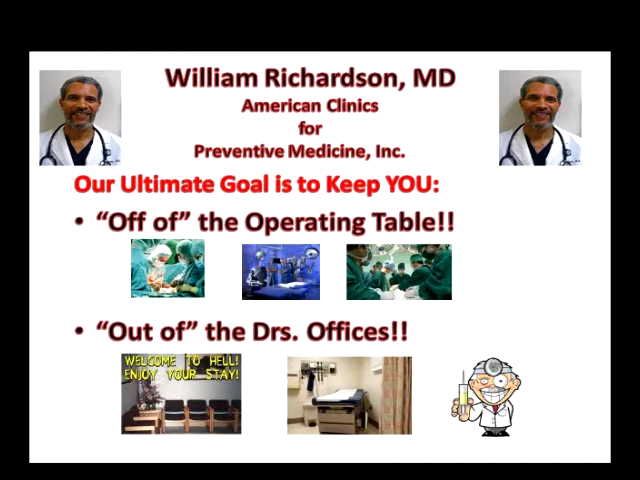 William Richardson, MD
American Clinics
for
Preventive Medicine, Inc.
Our Ultimate Goal is to Keep YOU:
• “Off of” the Operating Table!!
• “Out of” the Drs. Offices!!
WELCOME TO HELL!
ENJOY YOUR STAY!